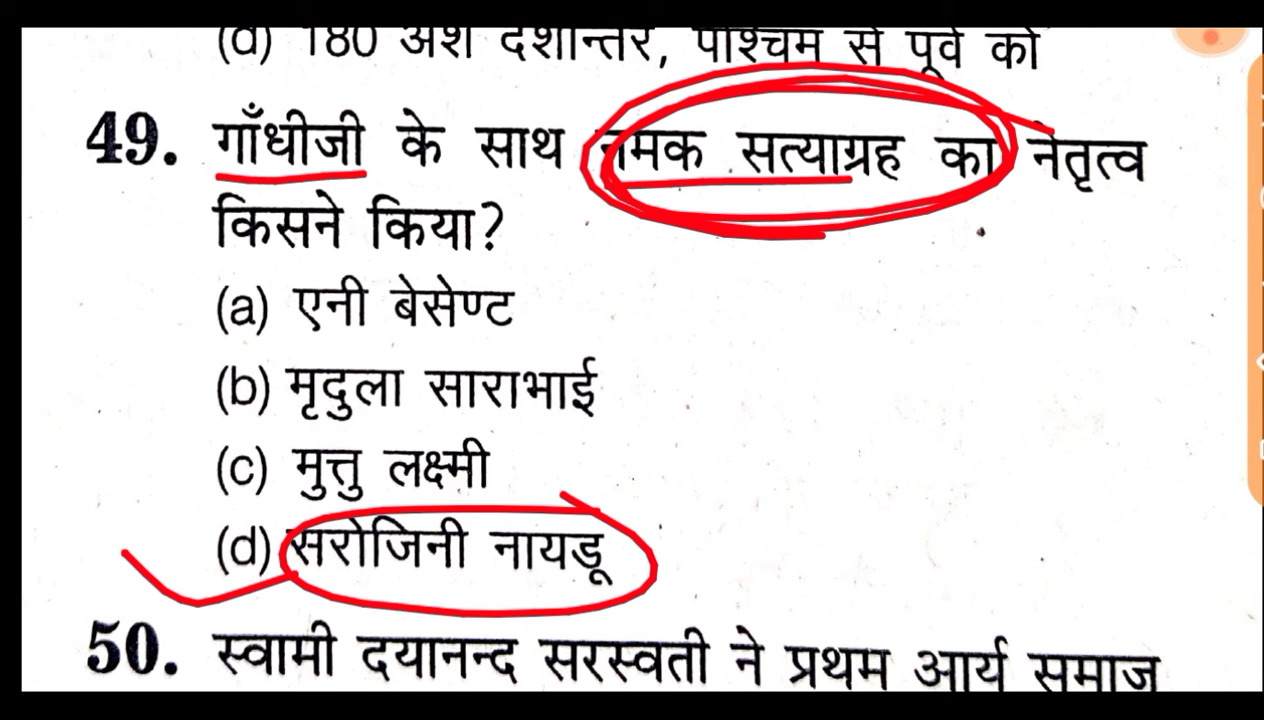 (d) 180 अंश देशान्तर, पश्चिम से पूर्व को
49. गाँधीजी के साथ नमक सत्याग्रह का नेतृत्व
किसने किया?
(a) एनी बेसेण्ट
(b) मृदुला साराभाई
(c) मुत्तु लक्ष्मी
(d) सरोजिनी नायडू
50. स्वामी दयानन्द सरस्वती ने प्रथम आर्य समाज